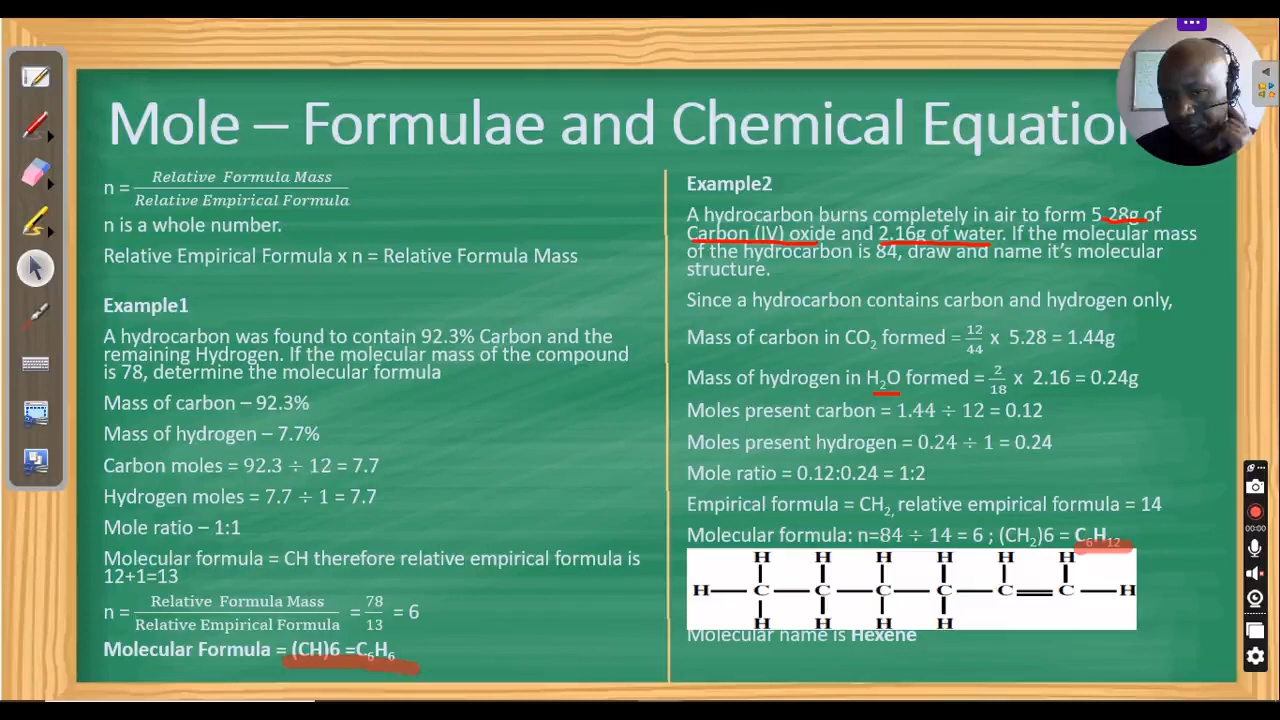 Mole – Formulae and Chemical Equation
n = Relative Formula Mass / Relative Empirical Formula
n is a whole number.
Relative Empirical Formula x n = Relative Formula Mass
Example1
A hydrocarbon was found to contain 92.3% Carbon and the
remaining Hydrogen. If the molecular mass of the compound
is 78, determine the molecular formula
Mass of carbon – 92.3%
Mass of hydrogen – 7.7%
Carbon moles = 92.3 ÷ 12 = 7.7
Hydrogen moles = 7.7 ÷ 1 = 7.7
Mole ratio – 1:1
Molecular formula = CH therefore relative empirical formula is
12+1=13
n = Relative Formula Mass / Relative Empirical Formula = 78/13 = 6
Molecular Formula = (CH)6 =C₆H₆
Example2
A hydrocarbon burns completely in air to form 5.28g of
Carbon (IV) oxide and 2.16g of water. If the molecular mass
of the hydrocarbon is 84, draw and name it’s molecular
structure.
Since a hydrocarbon contains carbon and hydrogen only,
Mass of carbon in CO₂ formed = 12/44 x 5.28 = 1.44g
Mass of hydrogen in H₂O formed = 2/18 x 2.16 = 0.24g
Moles present carbon = 1.44 ÷ 12 = 0.12
Moles present hydrogen = 0.24 ÷ 1 = 0.24
Mole ratio = 0.12:0.24 = 1:2
Empirical formula = CH₂, relative empirical formula = 14
Molecular formula: n=84 ÷ 14 = 6 ; (CH₂)6 = C₆H₁₂
H H H H H H
H C C C C C C H
H H H H
Molecular name is Hexene
00:00